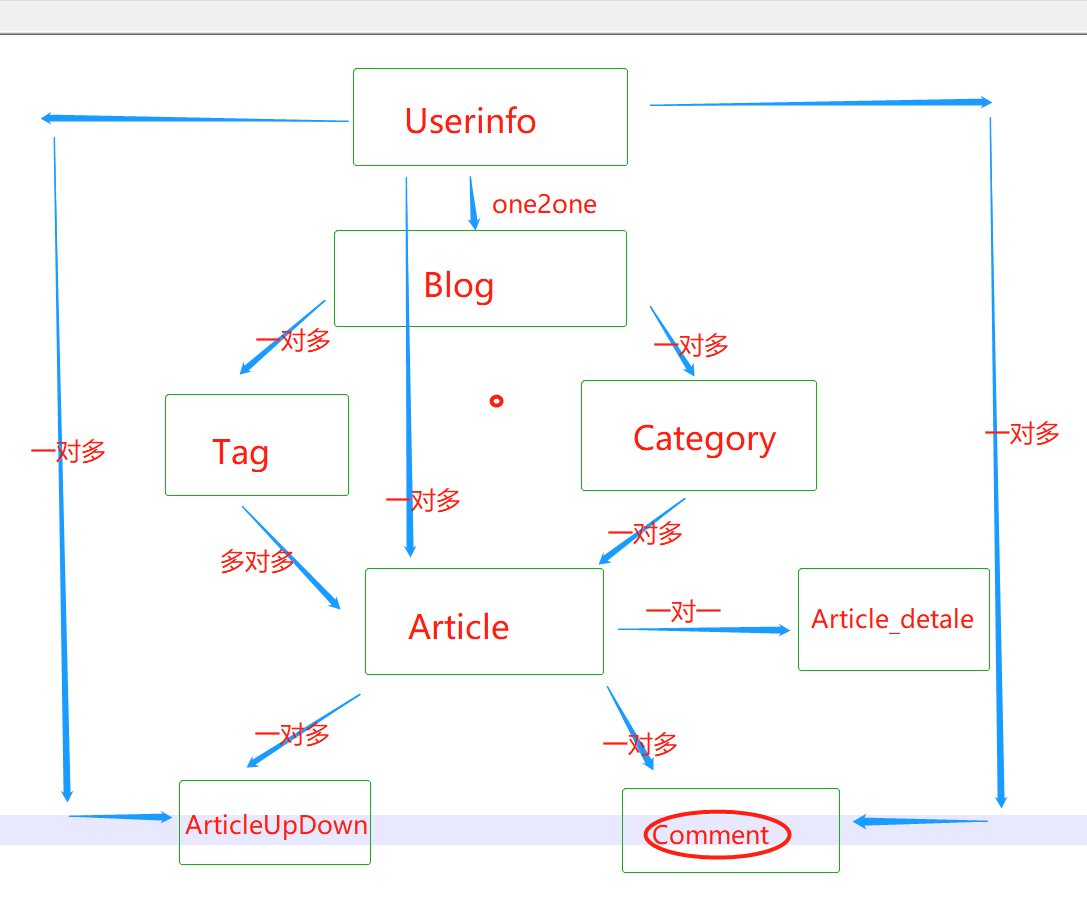 Userinfo
one2one
Blog
一对多
一对多
Tag
Category
一对多
一对多
一对多
一对多
多对多
Article
一对一
Article_detale
一对多
一对多
ArticleUpDown
Comment